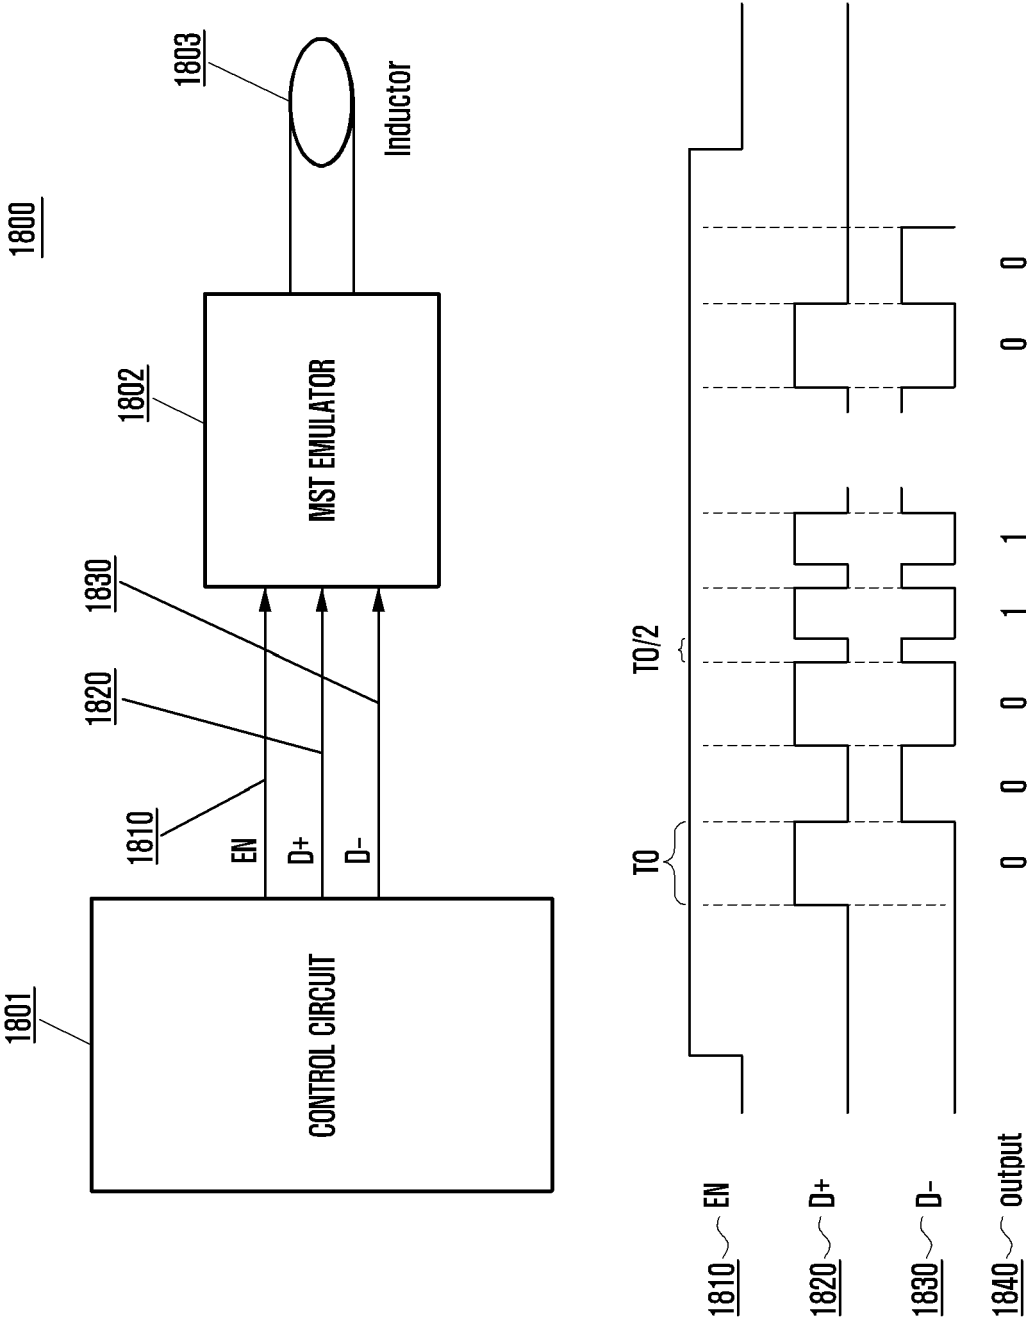 1800
1801
CONTROL CIRCUIT
1810
EN
1820
D+
1830
D-
1802
MST EMULATOR
1803
Inductor
T0
T0/2
1810 EN
1820 D+
1830 D-
1840 output 0 0 0 1 1 0 0